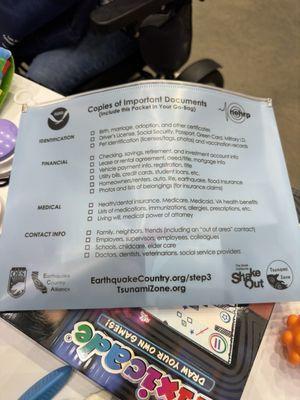 Copies of Important Documents
(Include this Packet in Your Go-Bag)
nehrp
IDENTIFICATION
☐ Birth, marriage, adoption, and other certificates
☐ Driver's License, Social Security, Passport, Green Card, Military I.D.
☐ Pet identification (licenses/tags, photos) and vaccination records
FINANCIAL
☐ Checking, savings, retirement, and investment account info
☐ Lease or rental agreement, deed/title, mortgage info
☐ Vehicle payment info, registration, title
☐ Utility bills, credit cards, student loans, etc.
☐ Homeowners/renters, auto, life, earthquake, flood insurance
☐ Photos and lists of belongings (for insurance claims)
MEDICAL
☐ Health/dental insurance, Medicare, Medicaid, VA health benefits
☐ Lists of medications, immunizations, allergies, prescriptions, etc.
☐ Living will, medical power of attorney
CONTACT INFO
☐ Family, neighbors, friends (including an "out of area" contact)
☐ Employers, supervisors, employees, colleagues
☐ Schools, childcare, elder care
☐ Doctors, dentists, veterinarians, social service providers
Earthquake
Country
Alliance
EarthquakeCountry.org/step3
TsunamiZone.org
Shake
Out
Tsunami
Zone
DRAW YOUR OWN GAMES!